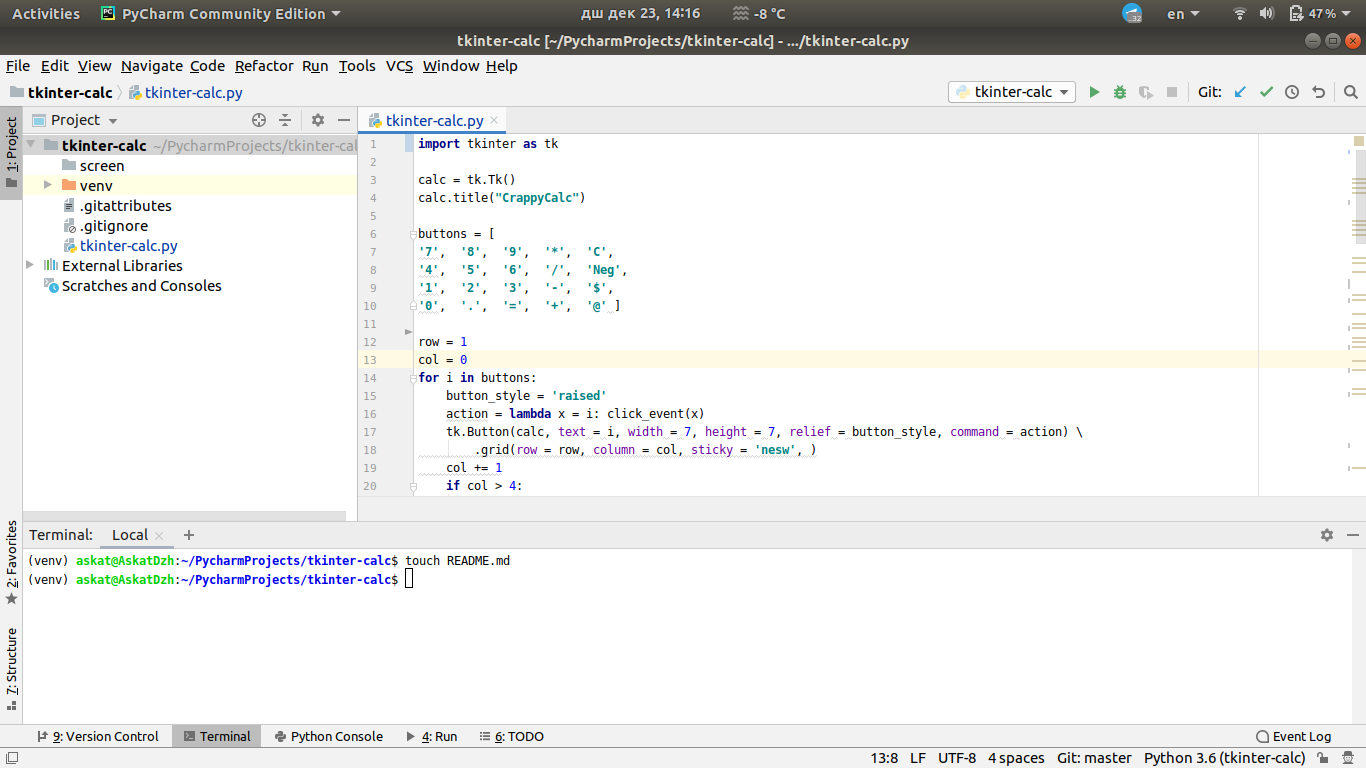 Activities PyCharm Community Edition дш дек 23, 14:16 -8 °C 32 en 47%
tkinter-calc [~/PycharmProjects/tkinter-calc] - .../tkinter-calc.py
File Edit View Navigate Code Refactor Run Tools VCS Window Help
tkinter-calc tkinter-calc.py tkinter-calc Git:
1: Project
Project
tkinter-calc ~/PycharmProjects/tkinter-cal
screen
venv
.gitattributes
.gitignore
tkinter-calc.py
External Libraries
Scratches and Consoles
tkinter-calc.py
1 import tkinter as tk
2
3 calc = tk.Tk()
4 calc.title("CrappyCalc")
5
6 buttons = [
7 '7', '8', '9', '*', 'C',
8 '4', '5', '6', '/', 'Neg',
9 '1', '2', '3', '-', '$',
10 '0', '.', '=', '+', '@' ]
11
12 row = 1
13 col = 0
14 for i in buttons:
15 button_style = 'raised'
16 action = lambda x = i: click_event(x)
17 tk.Button(calc, text = i, width = 7, height = 7, relief = button_style, command = action) \
18 .grid(row = row, column = col, sticky = 'nesw', )
19 col += 1
20 if col > 4:
2: Favorites
7: Structure
Terminal: Local
(venv) askat@AskatDzh:~/PycharmProjects/tkinter-calc$ touch README.md
(venv) askat@AskatDzh:~/PycharmProjects/tkinter-calc$
9: Version Control Terminal Python Console 4: Run 6: TODO Event Log
13:8 LF UTF-8 4 spaces Git: master Python 3.6 (tkinter-calc)